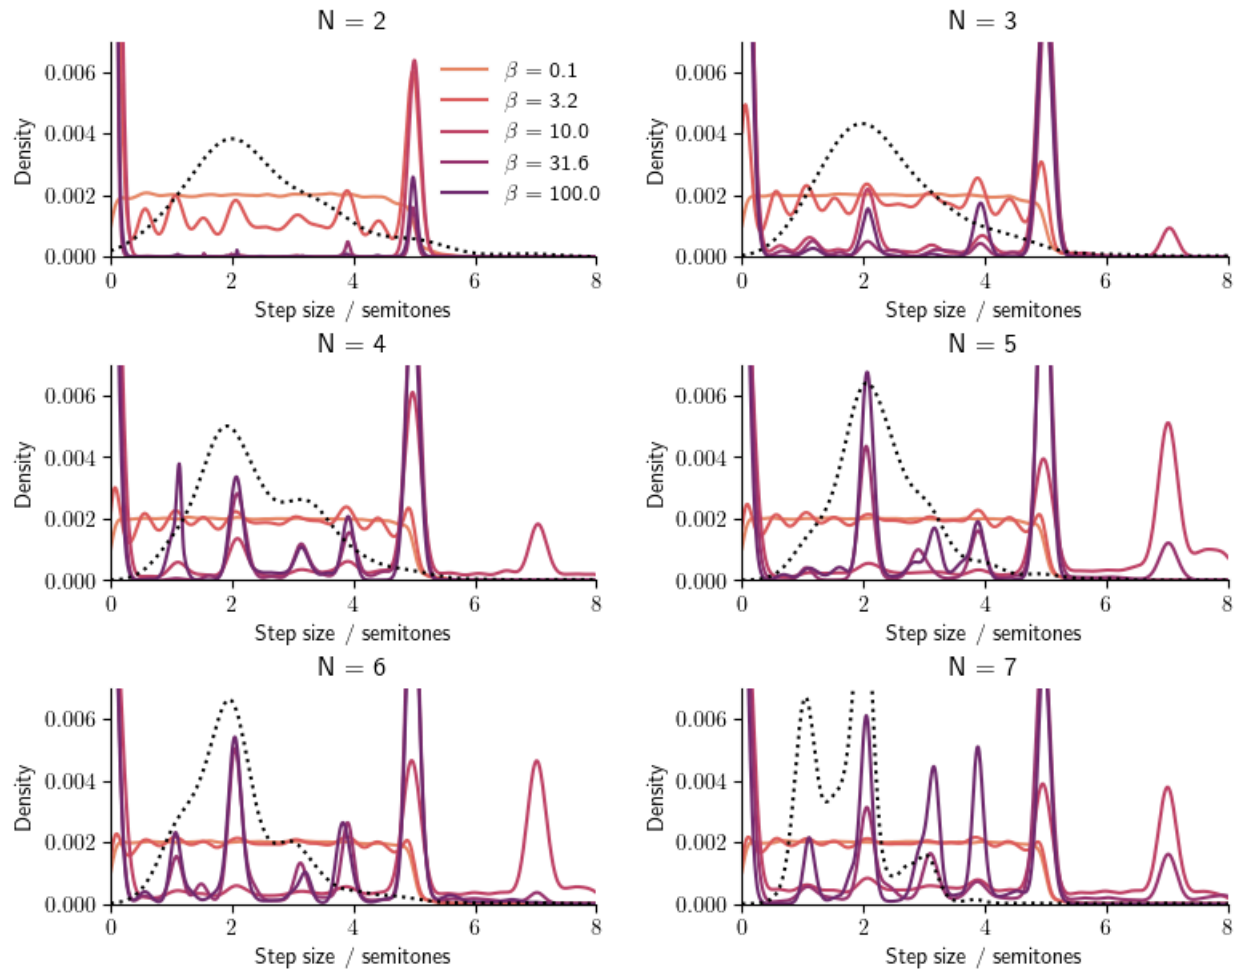 N = 2
0.006
0.004
0.002
0.000
Density
β = 0.1
β = 3.2
β = 10.0
β = 31.6
β = 100.0
0 2 4 6 8
Step size / semitones
N = 3
0.006
0.004
0.002
0.000
Density
0 2 4 6 8
Step size / semitones
N = 4
0.006
0.004
0.002
0.000
Density
0 2 4 6 8
Step size / semitones
N = 5
0.006
0.004
0.002
0.000
Density
0 2 4 6 8
Step size / semitones
N = 6
0.006
0.004
0.002
0.000
Density
0 2 4 6 8
Step size / semitones
N = 7
0.006
0.004
0.002
0.000
Density
0 2 4 6 8
Step size / semitones